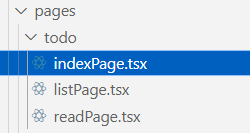 pages
todo
indexPage.tsx
listPage.tsx
readPage.tsx